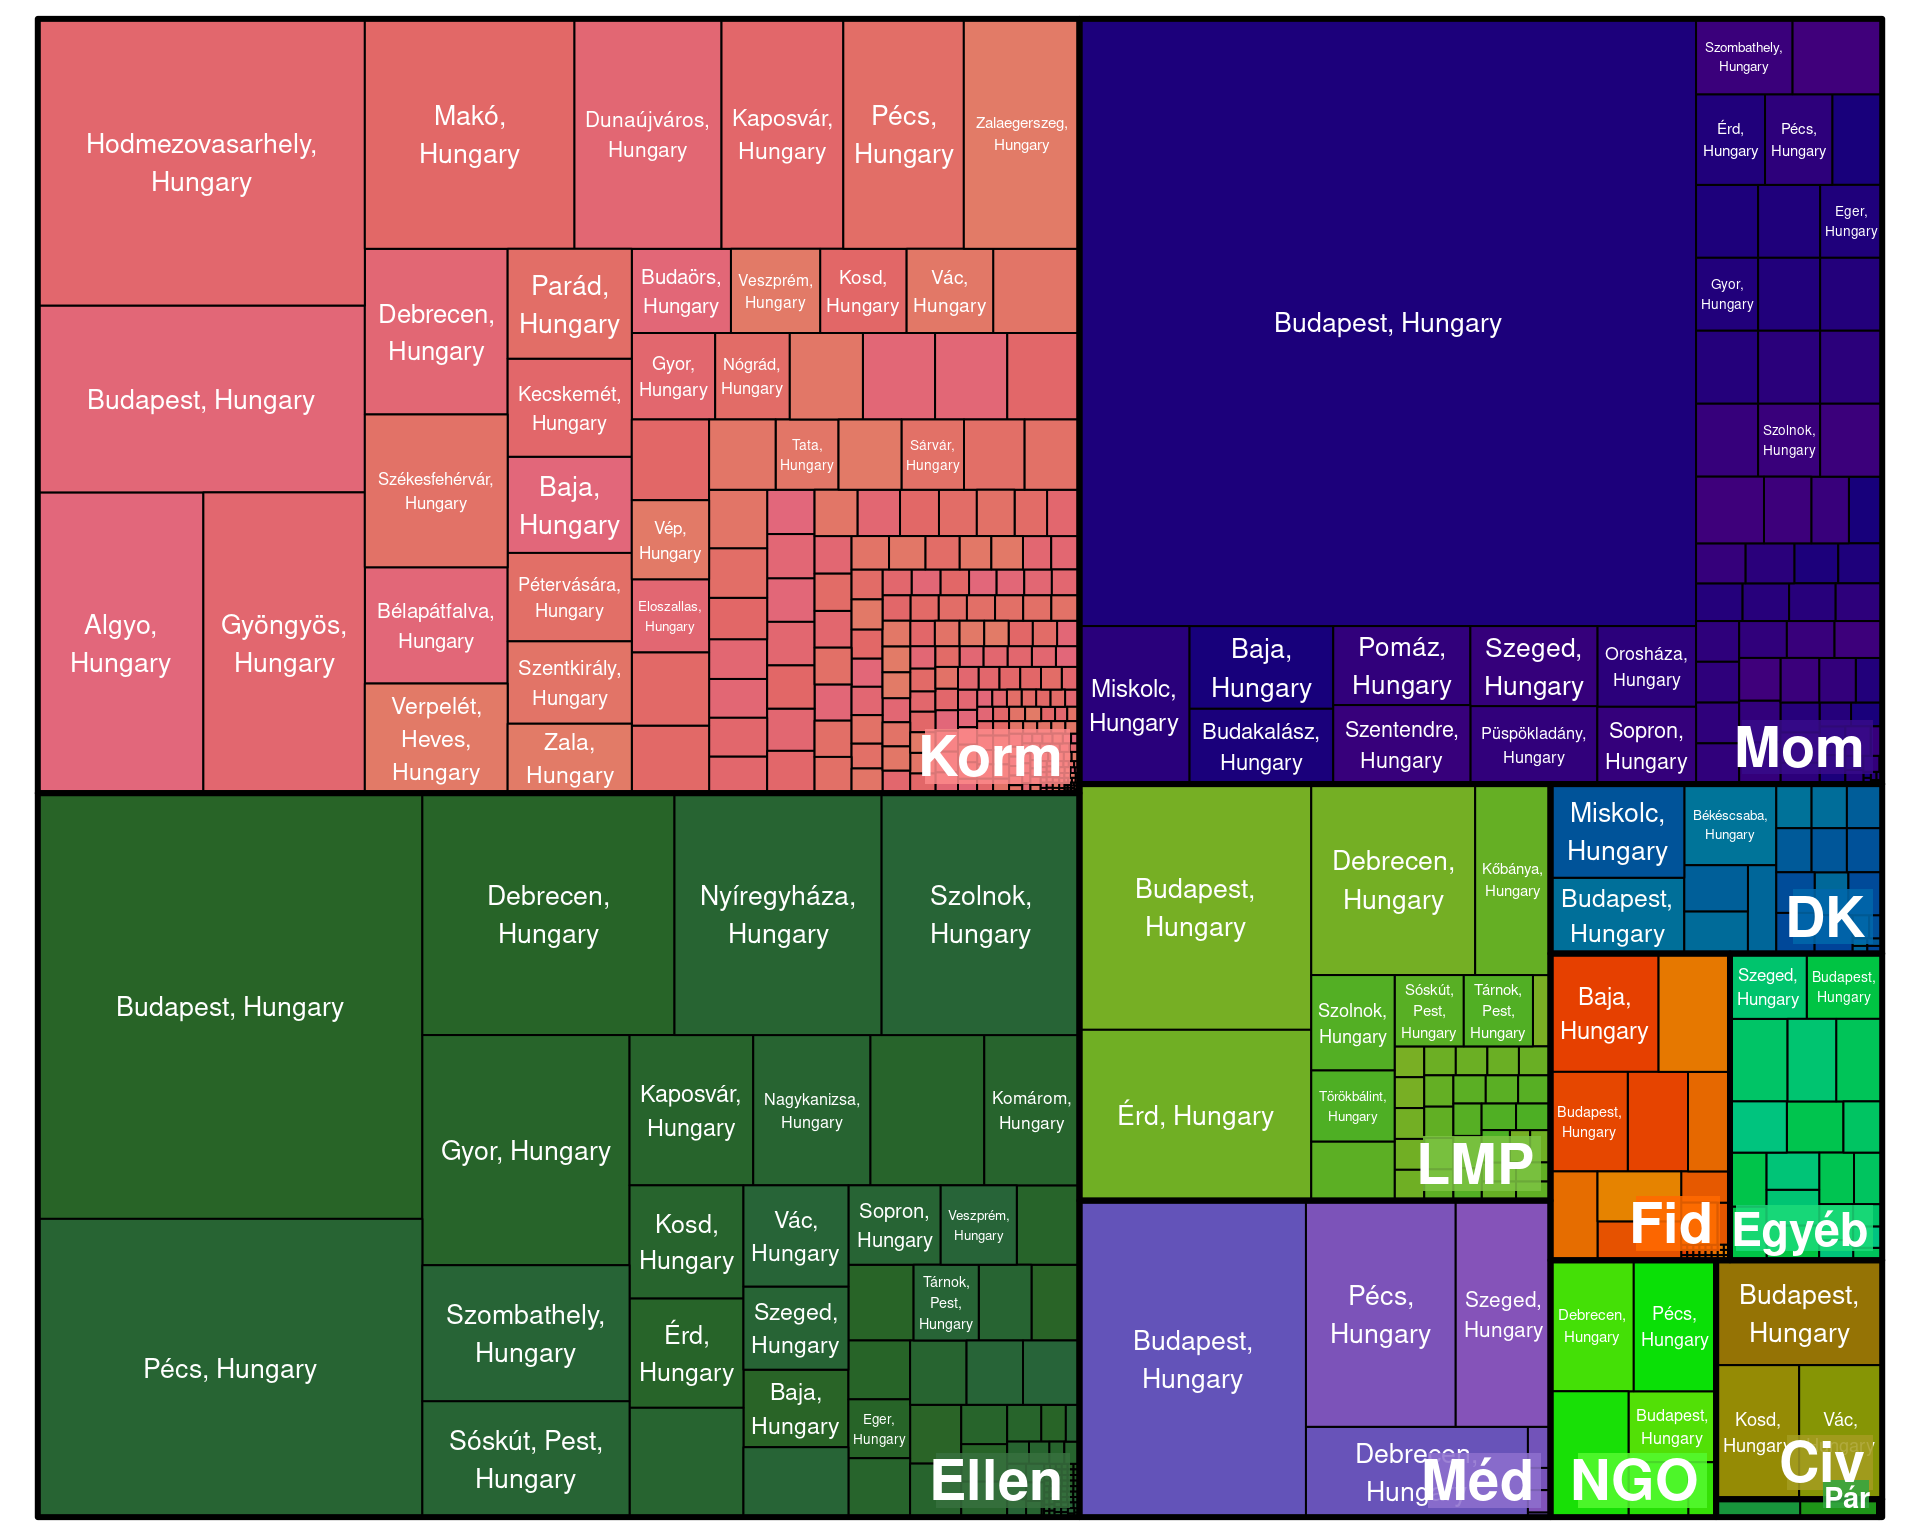 Hodmezovasarhely,
Hungary
Budapest, Hungary
Algyo,
Hungary
Gyöngyös,
Hungary
Makó,
Hungary
Dunaújváros,
Hungary
Kaposvár,
Hungary
Pécs,
Hungary
Zalaegerszeg,
Hungary
Debrecen,
Hungary
Székesfehérvár,
Hungary
Bélapátfalva,
Hungary
Verpelét,
Heves,
Hungary
Parád,
Hungary
Kecskemét,
Hungary
Baja,
Hungary
Pétervására,
Hungary
Szentkirály,
Hungary
Zala,
Hungary
Budaörs,
Hungary
Veszprém,
Hungary
Kosd,
Hungary
Vác,
Hungary
Gyor,
Hungary
Nógrád,
Hungary
Tata,
Hungary
Sárvár,
Hungary
Vép,
Hungary
Eloszallas,
Hungary
Korm
Budapest, Hungary
Miskolc,
Hungary
Baja,
Hungary
Budakalász,
Hungary
Pomáz,
Hungary
Szentendre,
Hungary
Szeged,
Hungary
Püspökladány,
Hungary
Orosháza,
Hungary
Sopron,
Hungary
Szombathely,
Hungary
Érd,
Hungary
Pécs,
Hungary
Eger,
Hungary
Gyor,
Hungary
Szolnok,
Hungary
Mom
Budapest, Hungary
Pécs, Hungary
Debrecen,
Hungary
Nyíregyháza,
Hungary
Szolnok,
Hungary
Gyor, Hungary
Szombathely,
Hungary
Sóskút, Pest,
Hungary
Kaposvár,
Hungary
Nagykanizsa,
Hungary
Komárom,
Hungary
Kosd,
Hungary
Érd,
Hungary
Vác,
Hungary
Szeged,
Hungary
Baja,
Hungary
Sopron,
Hungary
Veszprém,
Hungary
Tárnok,
Pest,
Hungary
Eger,
Hungary
Ellen
Budapest,
Hungary
Érd, Hungary
Debrecen,
Hungary
Kőbánya,
Hungary
Szolnok,
Hungary
Törökbálint,
Hungary
Sóskút,
Pest,
Hungary
Tárnok,
Pest,
Hungary
LMP
Budapest,
Hungary
Pécs,
Hungary
Szeged,
Hungary
Debrecen,
Hungary
Méd
Miskolc,
Hungary
Budapest,
Hungary
Békéscsaba,
Hungary
DK
Baja,
Hungary
Budapest,
Hungary
Fid
Szeged,
Hungary
Budapest,
Hungary
Egyéb
Debrecen,
Hungary
Pécs,
Hungary
Budapest,
Hungary
NGO
Budapest,
Hungary
Kosd,
Hungary
Vác,
Hungary
Civ
Pár